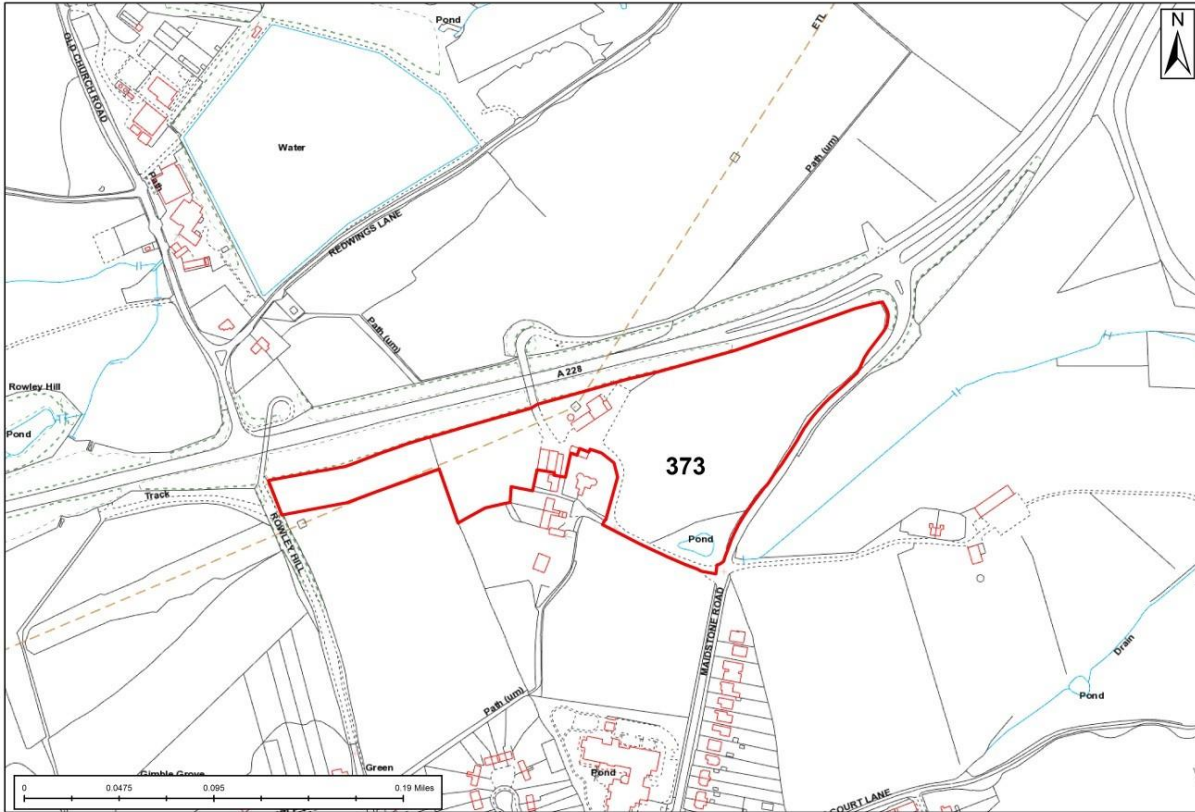 Pond
N
ETL
OLD CHURCH ROAD
Water
Path
Path (um)
REDWINGS LANE
Path (um)
A 228
Rowley Hill
Pond
373
Track
ROWLEY HILL
Pond
MAIDSTONE ROAD
Drain
Pond
Path (um)
Green
Pond
Gimble Grove
COURT LANE
0 0.0475 0.095 0.19 Miles